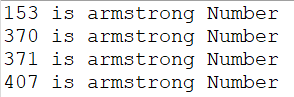 153 is armstrong Number
370 is armstrong Number
371 is armstrong Number
407 is armstrong Number